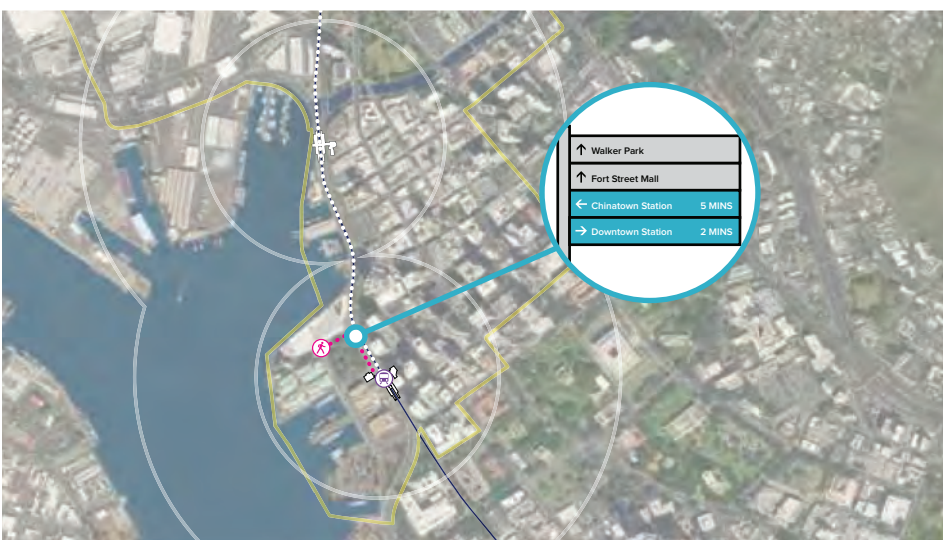 ↑ Walker Park
↑ Fort Street Mall
← Chinatown Station 5 MINS
→ Downtown Station 2 MINS